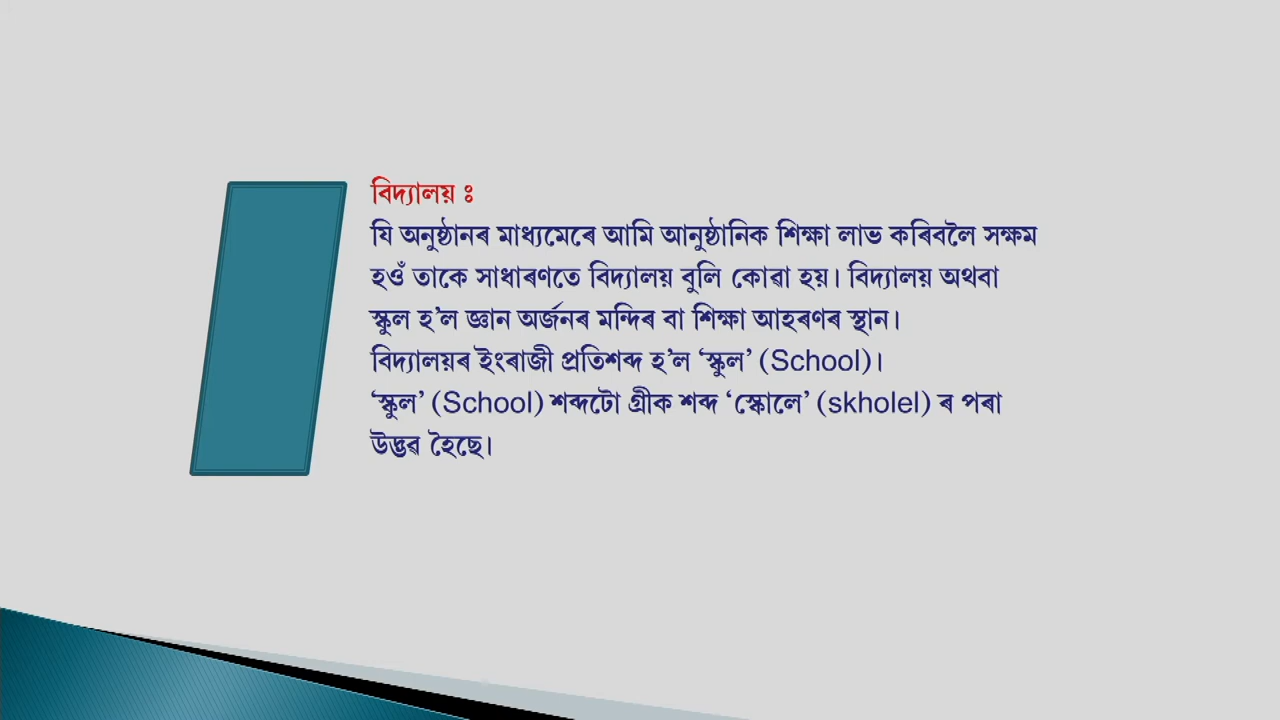 বিদ্যালয় ঃ
যি অনুষ্ঠানৰ মাধ্যমেৰে আমি আনুষ্ঠানিক শিক্ষা লাভ কৰিবলৈ সক্ষম
হওঁ তাকে সাধাৰণতে বিদ্যালয় বুলি কোৱা হয়। বিদ্যালয় অথবা
স্কুল হ’ল জ্ঞান অৰ্জনৰ মন্দিৰ বা শিক্ষা আহৰণৰ স্থান।
বিদ্যালয়ৰ ইংৰাজী প্ৰতিশব্দ হ’ল ‘স্কুল’ (School)।
‘স্কুল’ (School) শব্দটো গ্ৰীক শব্দ ‘স্কোলে’ (skholel) ৰ পৰা
উদ্ভৱ হৈছে।